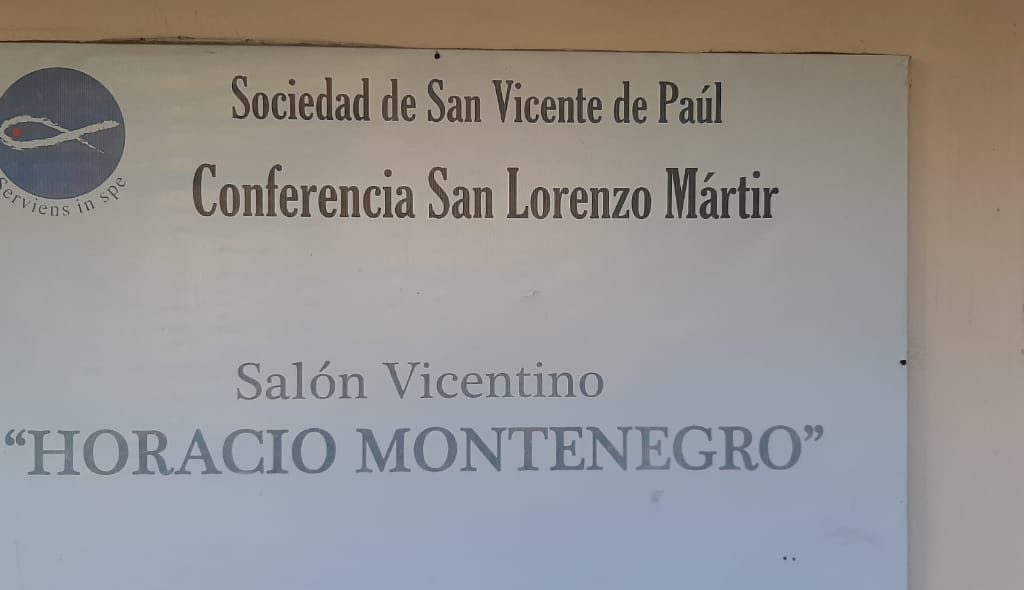 Sociedad de San Vicente de Paúl
Serviens in spe
Conferencia San Lorenzo Mártir
Salón Vicentino
“HORACIO MONTENEGRO”